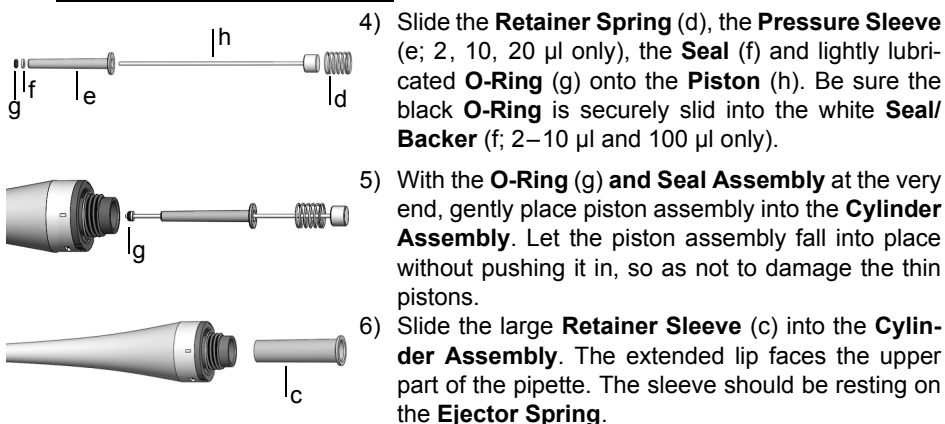 h
g
f
e
d
4) Slide the Retainer Spring (d), the Pressure Sleeve
(e; 2, 10, 20 µl only), the Seal (f) and lightly lubri-
cated O-Ring (g) onto the Piston (h). Be sure the
black O-Ring is securely slid into the white Seal/
Backer (f; 2–10 µl and 100 µl only).
g
5) With the O-Ring (g) and Seal Assembly at the very
end, gently place piston assembly into the Cylinder
Assembly. Let the piston assembly fall into place
without pushing it in, so as not to damage the thin
pistons.
c
6) Slide the large Retainer Sleeve (c) into the Cylin-
der Assembly. The extended lip faces the upper
part of the pipette. The sleeve should be resting on
the Ejector Spring.